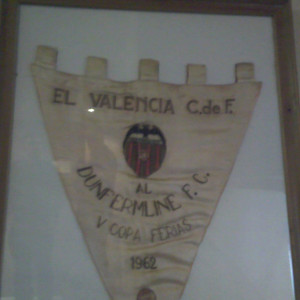 EL VALENCIA C.de F.
AL
DUNFERMLINE F.C.
V COPA FERIAS
1962